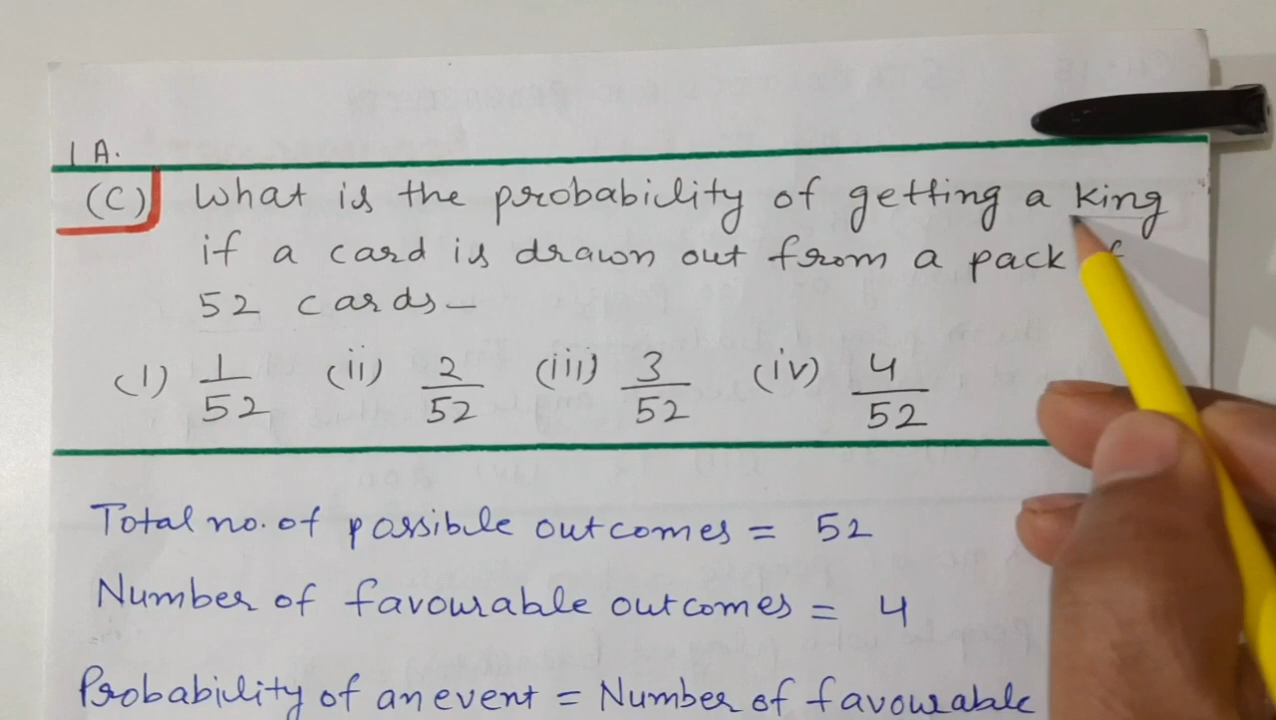 1A.
(C) What is the probability of getting a king
if a card is drawn out from a pack
52 cards-
(1) 1/52 (ii) 2/52 (iii) 3/52 (iv) 4/52
Total no. of possible outcomes = 52
Number of favourable outcomes = 4
Probability of an event = Number of favourable